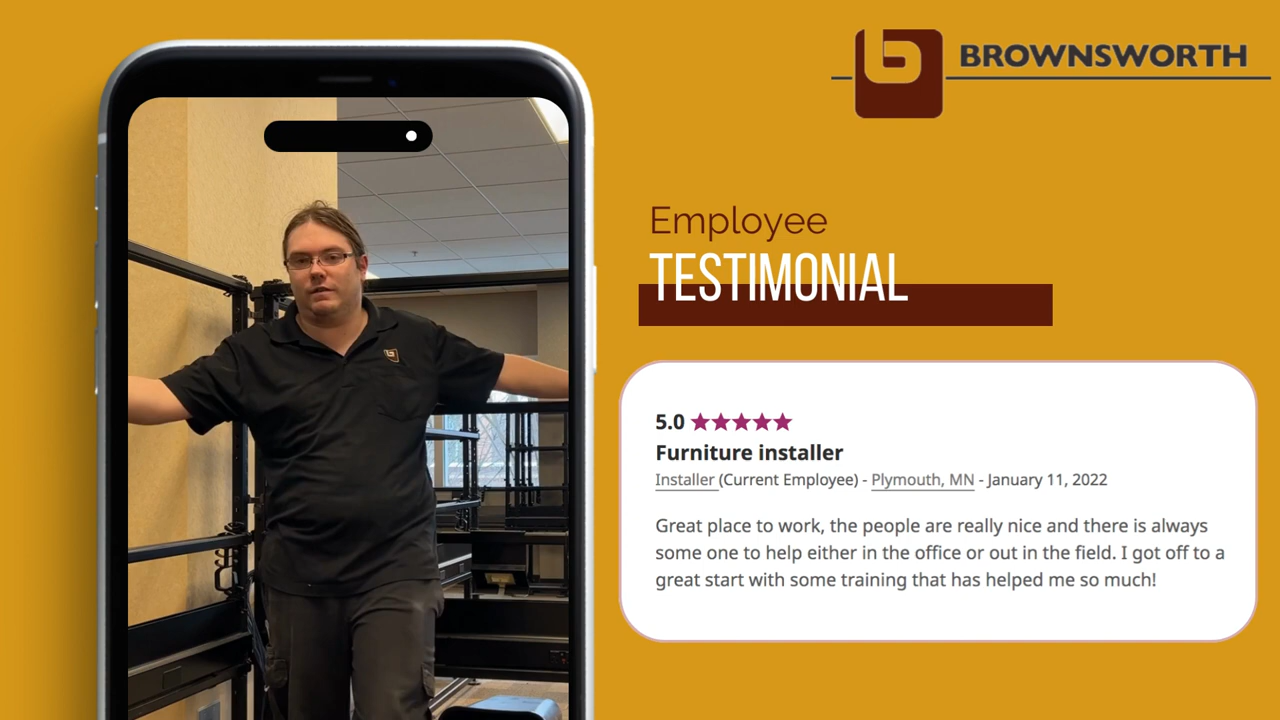 BROWNSWORTH
Employee
TESTIMONIAL
5.0
Furniture installer
Installer (Current Employee) - Plymouth, MN - January 11, 2022
Great place to work, the people are really nice and there is always
some one to help either in the office or out in the field. I got off to a
great start with some training that has helped me so much!